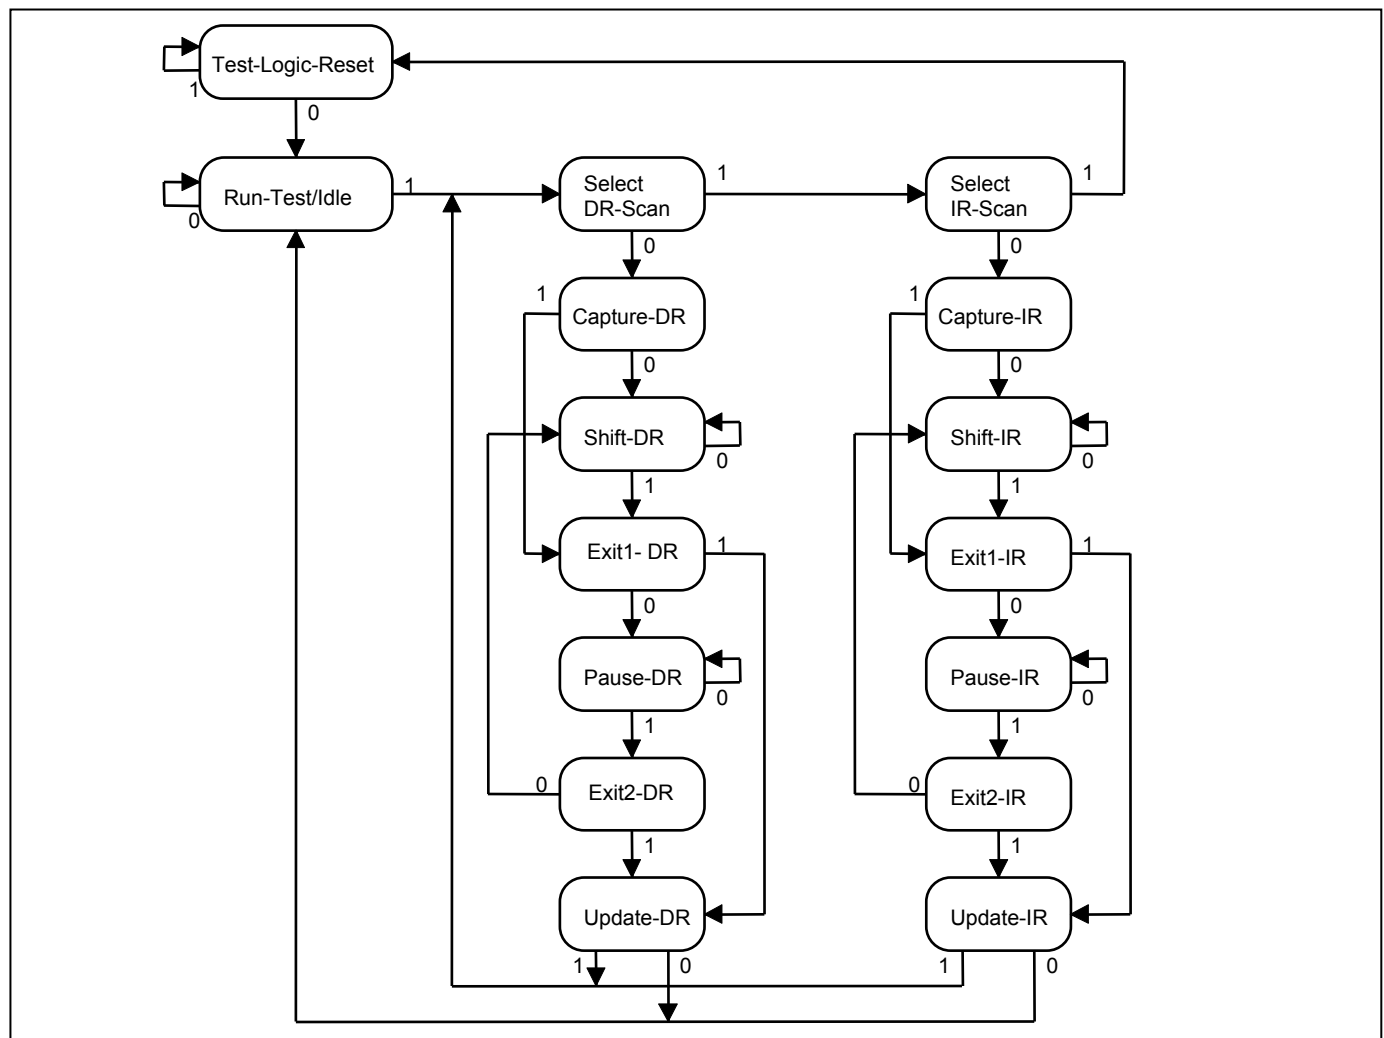 Test-Logic-Reset
1
0
Run-Test/Idle
0
1
Select
DR-Scan
1
0
Select
IR-Scan
1
0
1
Capture-DR
0
1
Capture-IR
0
Shift-DR
0
1
Shift-IR
0
1
Exit1- DR
1
0
Exit1-IR
1
0
Pause-DR
0
1
Pause-IR
0
1
0
Exit2-DR
1
0
Exit2-IR
1
Update-DR
1
0
Update-IR
1
0